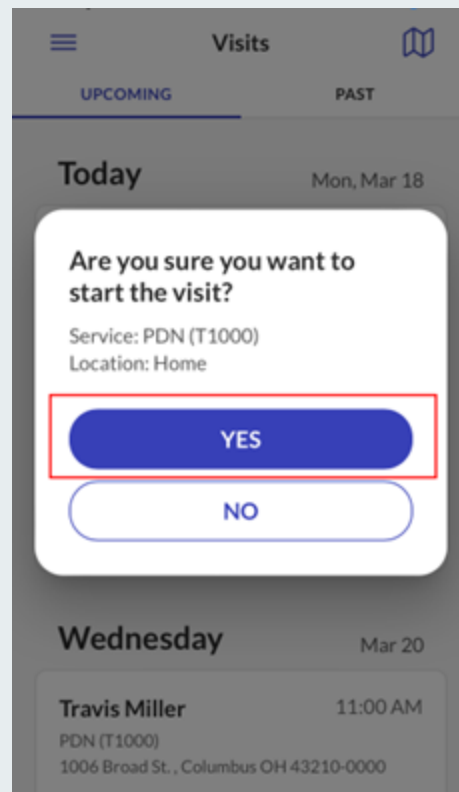 Visits
UPCOMING PAST
Today Mon, Mar 18
Are you sure you want to
start the visit?
Service: PDN (T1000)
Location: Home
YES
NO
Wednesday Mar 20
Travis Miller 11:00 AM
PDN (T1000)
1006 Broad St. , Columbus OH 43210-0000